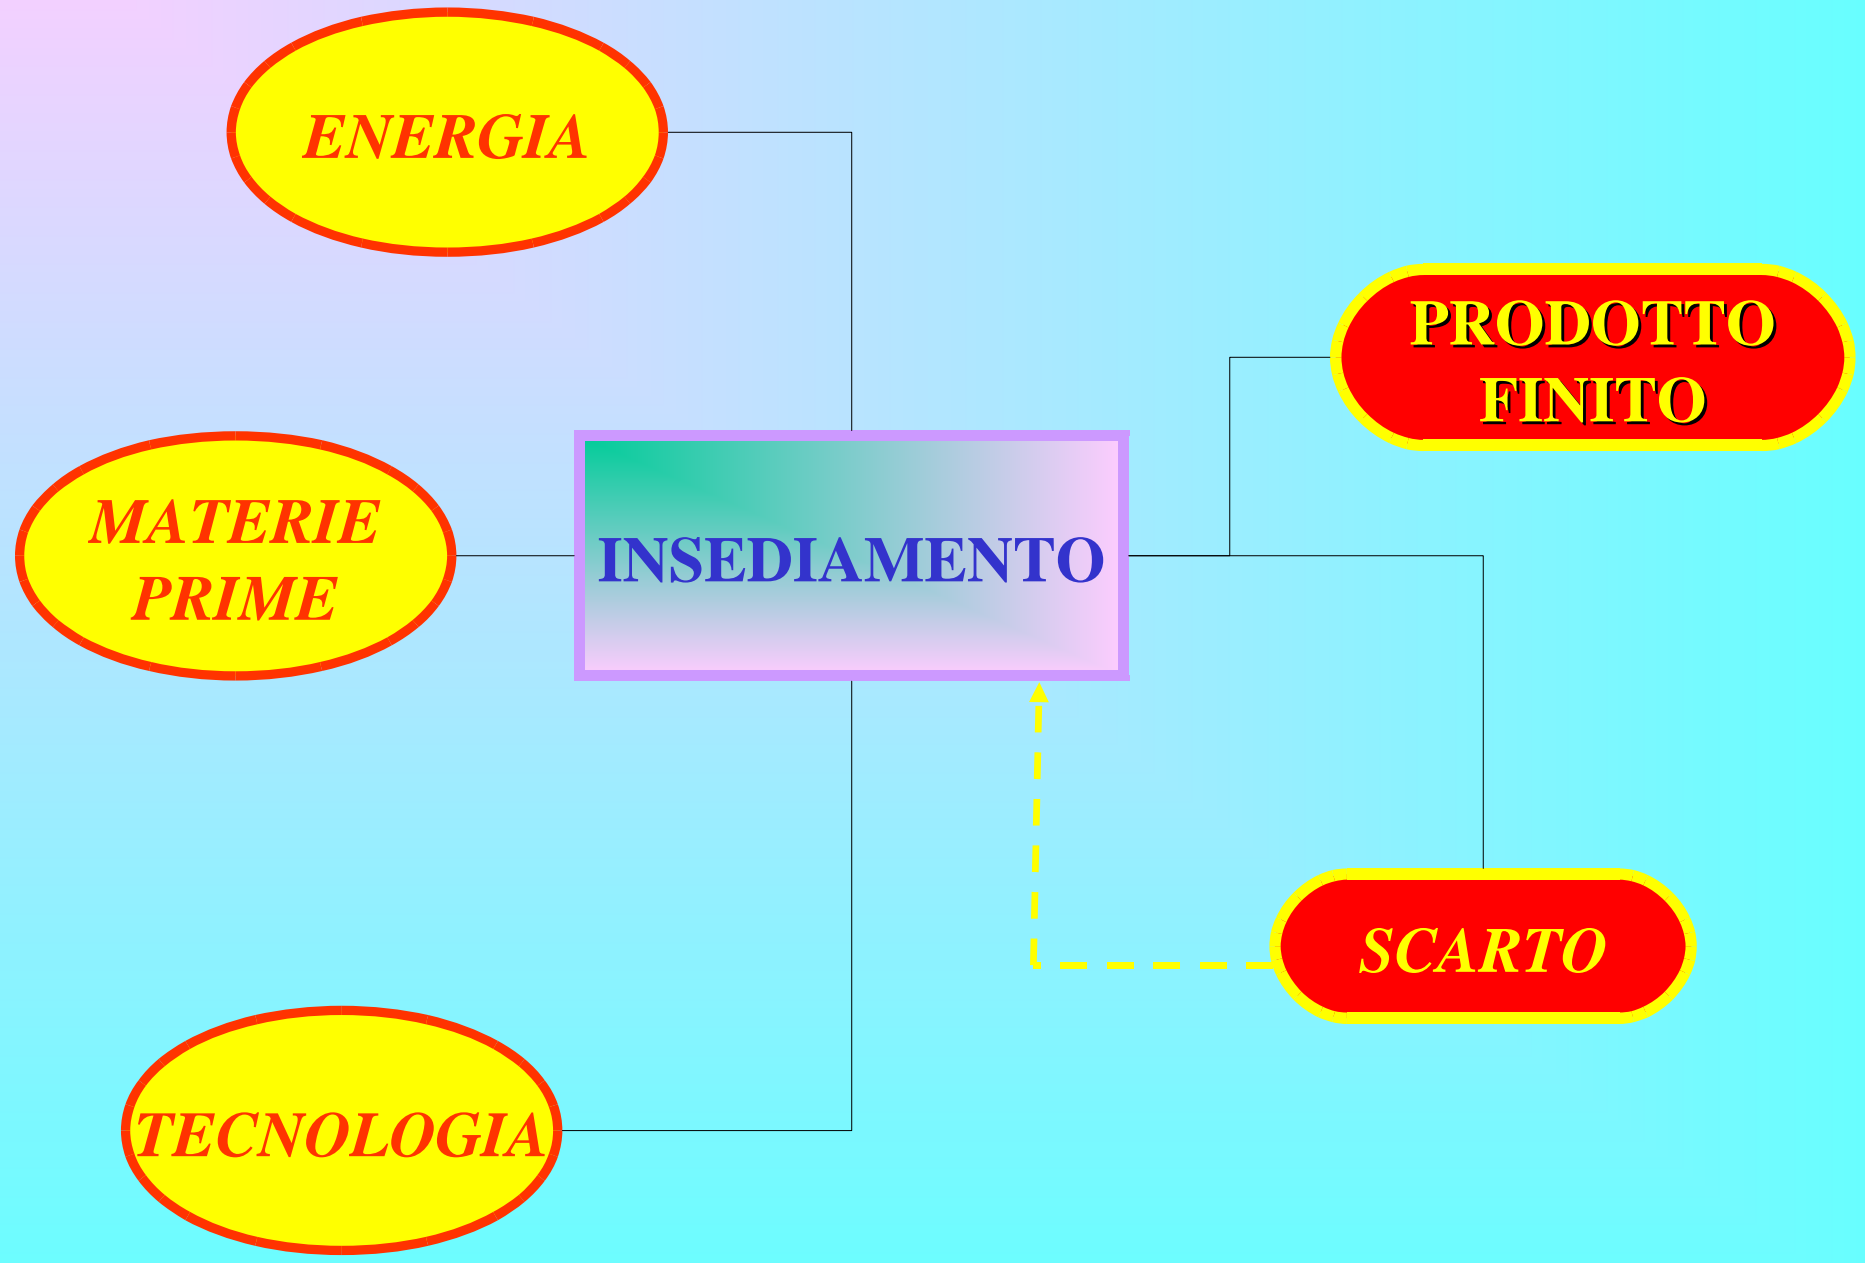 ENERGIA
PRODOTTO
FINITO
MATERIE
PRIME
INSEDIAMENTO
SCARTO
TECNOLOGIA